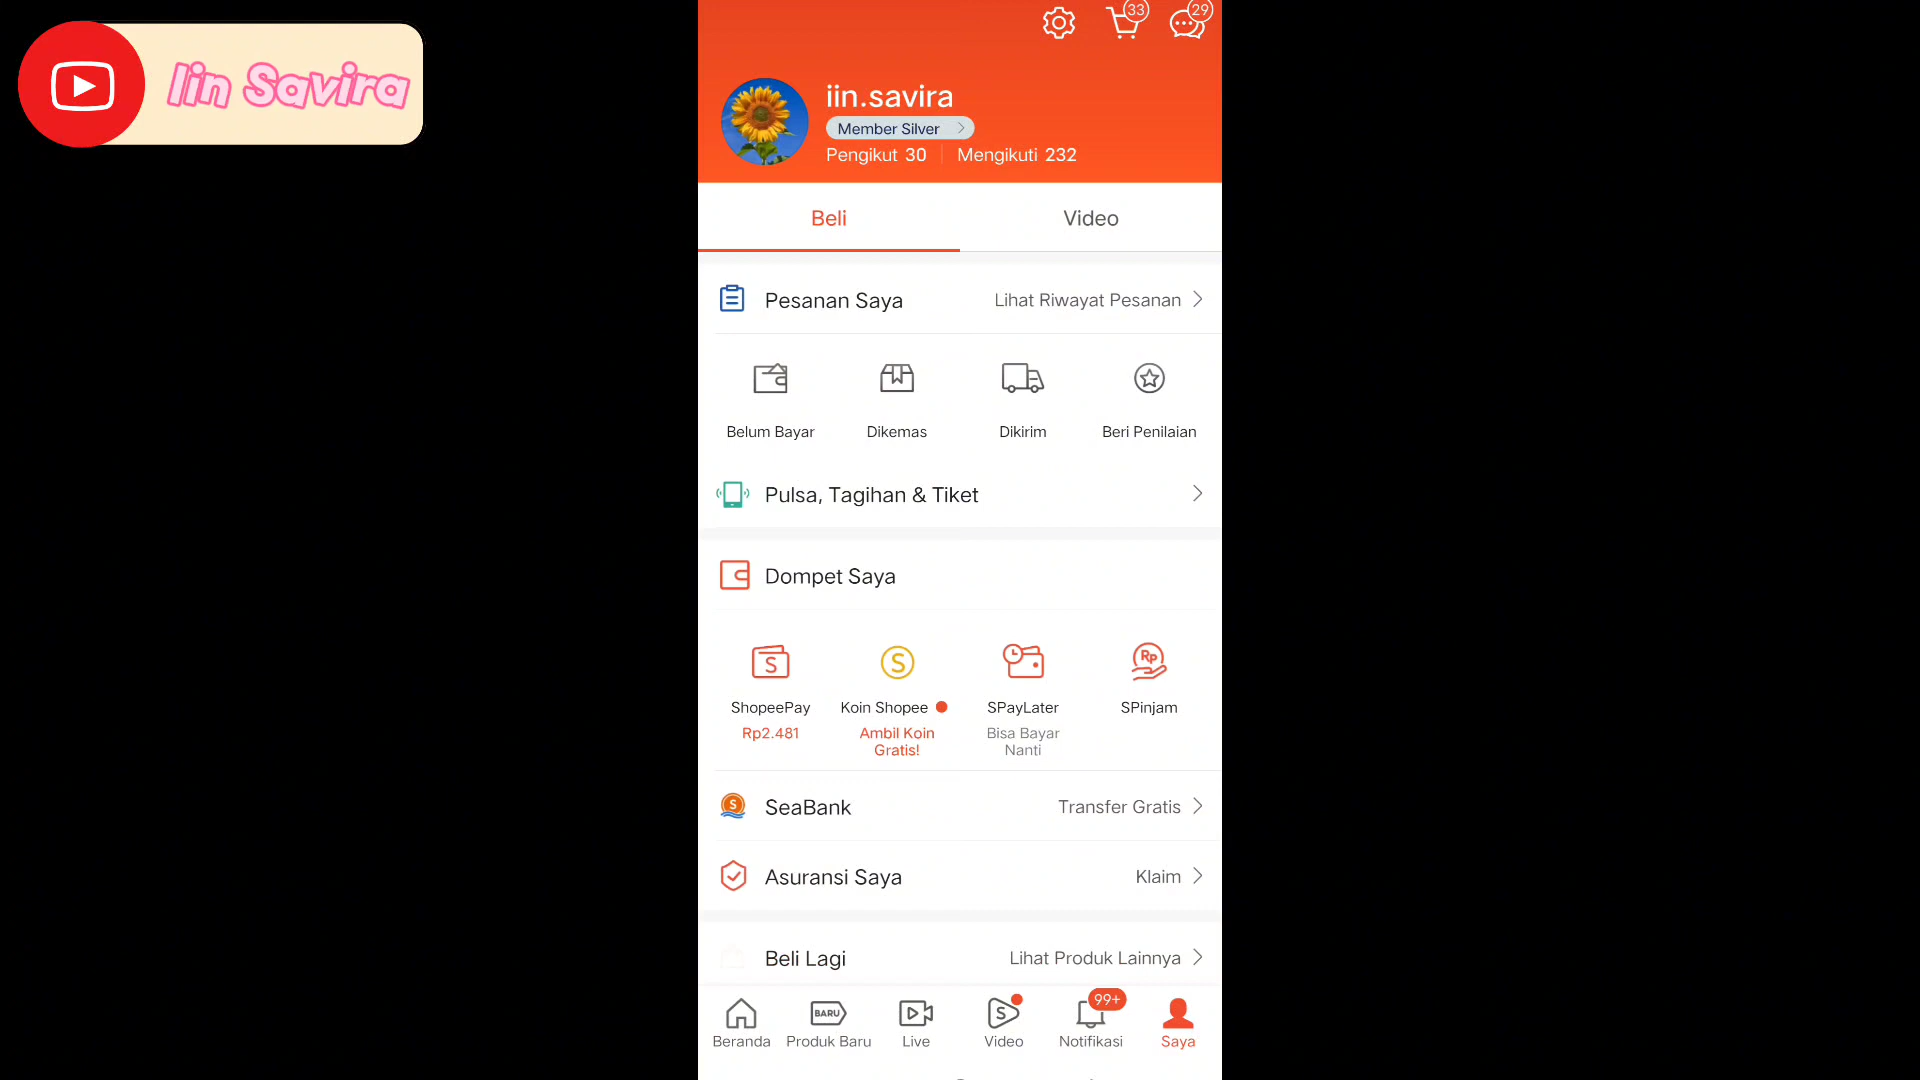 Iin Savira
33
29
iin.savira
Member Silver
Pengikut 30
Mengikuti 232
Beli
Video
Pesanan Saya
Lihat Riwayat Pesanan
Belum Bayar
Dikemas
Dikirim
Beri Penilaian
Pulsa, Tagihan & Tiket
Dompet Saya
S
S
Rp
ShopeePay
Koin Shopee
SPayLater
SPinjam
Rp2.481
Ambil Koin
Gratis!
Bisa Bayar
Nanti
S
SeaBank
Transfer Gratis
Asuransi Saya
Klaim
Beli Lagi
Lihat Produk Lainnya
BARU
S
99+
Beranda
Produk Baru
Live
Video
Notifikasi
Saya